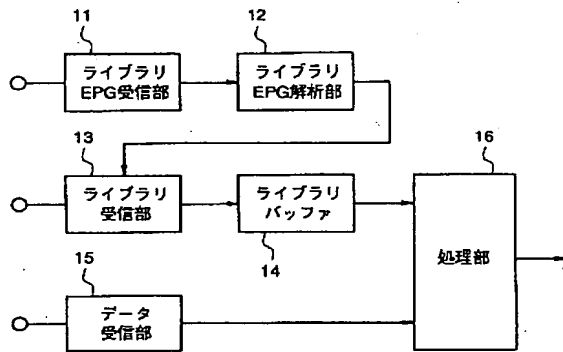 11
ライブラリ
EPG受信部
12
ライブラリ
EPG解析部
13
ライブラリ
受信部
ライブラリ
バッファ
14
15
データ
受信部
16
処理部